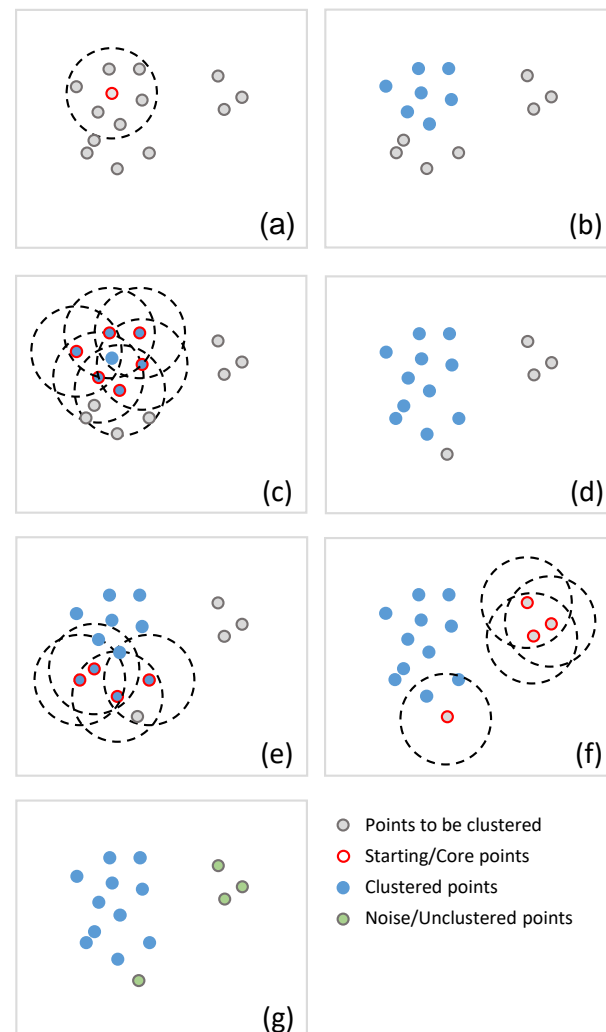 (a)
(b)
(c)
(d)
(e)
(f)
(g)
Points to be clustered
Starting/Core points
Clustered points
Noise/Unclustered points